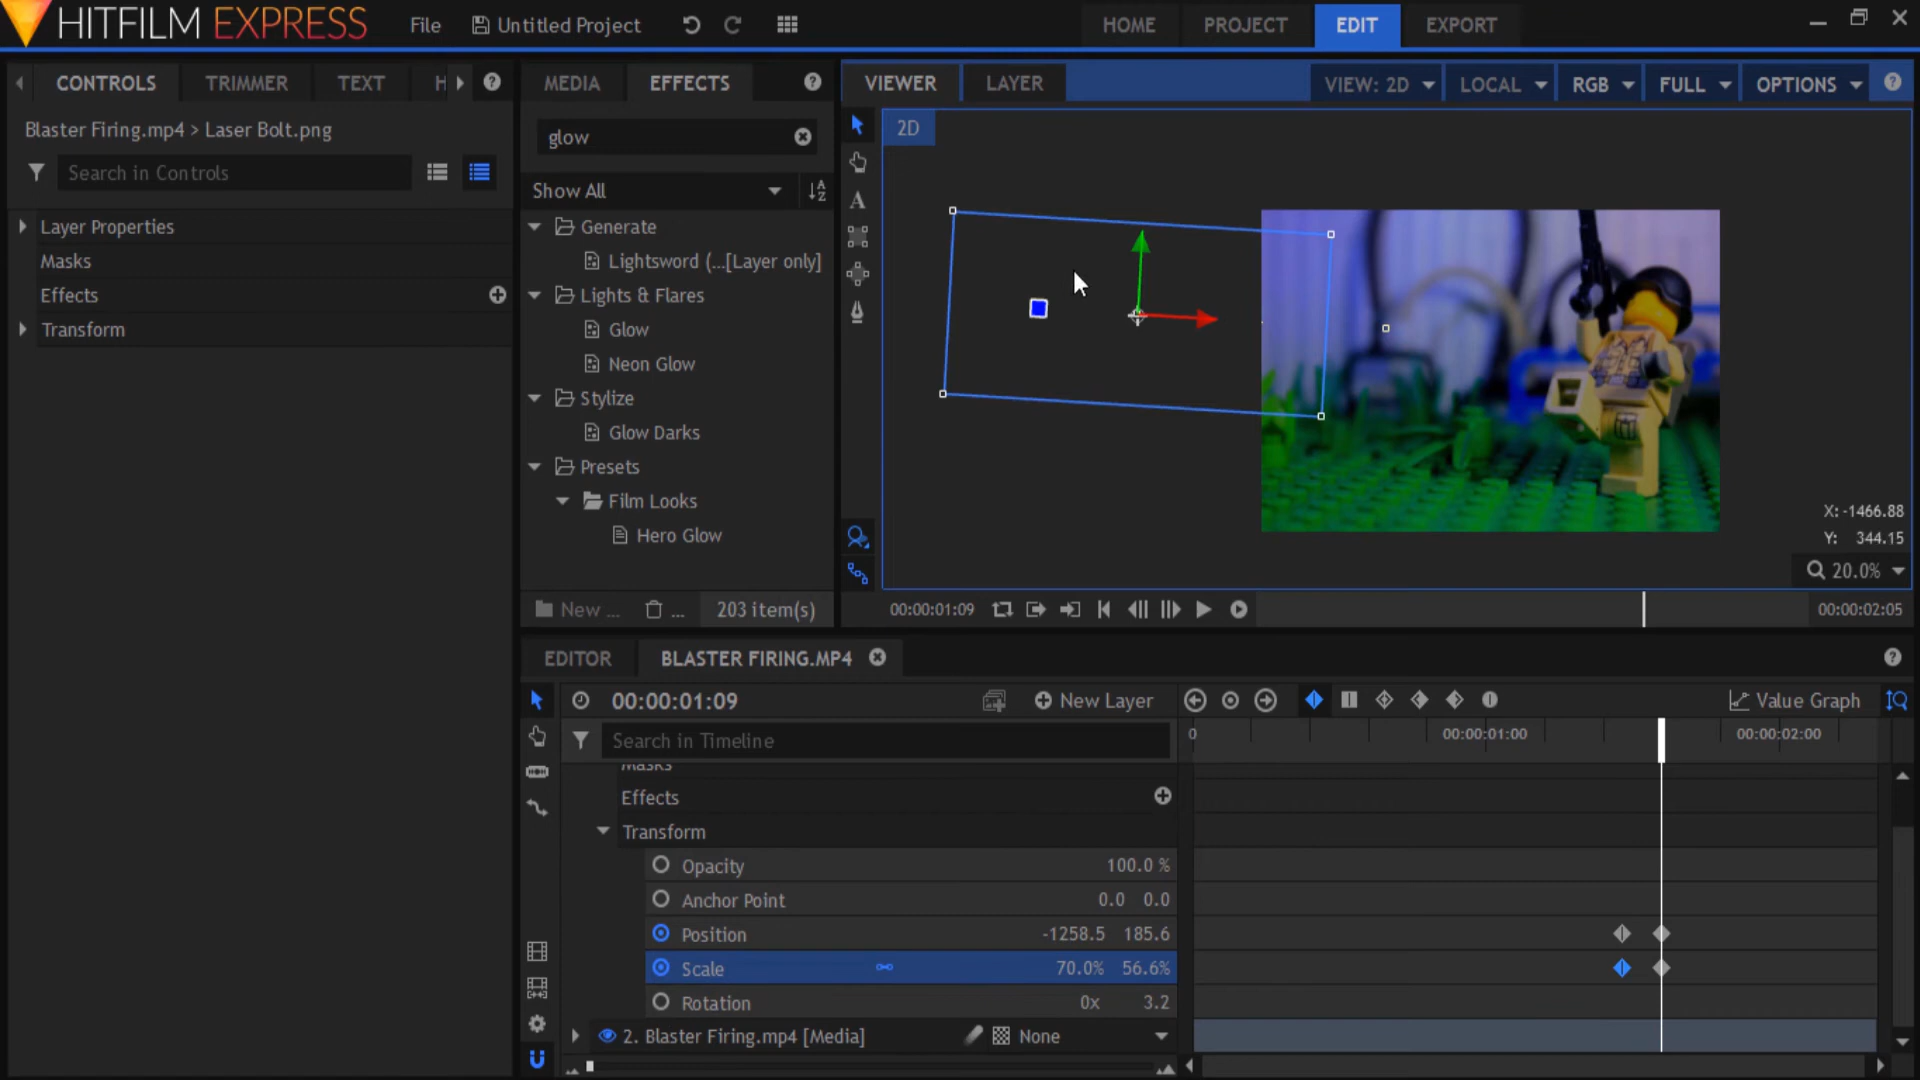 HITFILM EXPRESS File Untitled Project HOME PROJECT EDIT EXPORT
CONTROLS TRIMMER TEXT H
Blaster Firing.mp4 > Laser Bolt.png
Search in Controls
Layer Properties
Masks
Effects
Transform
MEDIA EFFECTS
glow
Show All
Generate
Lightsword (...[Layer only]
Lights & Flares
Glow
Neon Glow
Stylize
Glow Darks
Presets
Film Looks
Hero Glow
New ... ... 203 item(s)
VIEWER LAYER VIEW: 2D LOCAL RGB FULL OPTIONS
2D
X: -1466.88
Y: 344.15
20.0%
00:00:01:09 00:00:02:05
EDITOR BLASTER FIRING.MP4
00:00:01:09 New Layer Value Graph
Search in Timeline
0 00:00:01:00 00:00:02:00
Masks
Effects
Transform
Opacity 100.0 %
Anchor Point 0.0 0.0
Position -1258.5 185.6
Scale 70.0% 56.6%
Rotation 0x 3.2
2. Blaster Firing.mp4 [Media] None